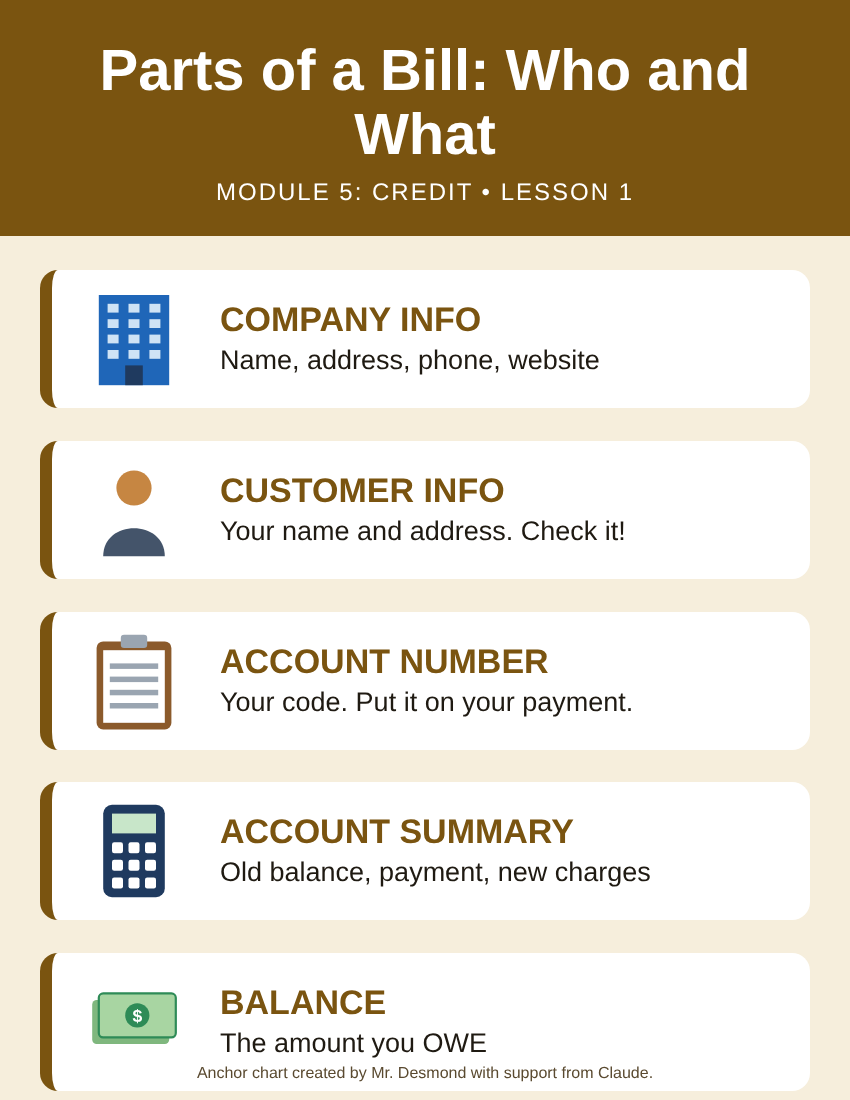 Parts of a Bill: Who and
What
MODULE 5: CREDIT • LESSON 1
COMPANY INFO
Name, address, phone, website
CUSTOMER INFO
Your name and address. Check it!
ACCOUNT NUMBER
Your code. Put it on your payment.
ACCOUNT SUMMARY
Old balance, payment, new charges
$
BALANCE
The amount you OWE
Anchor chart created by Mr. Desmond with support from Claude.